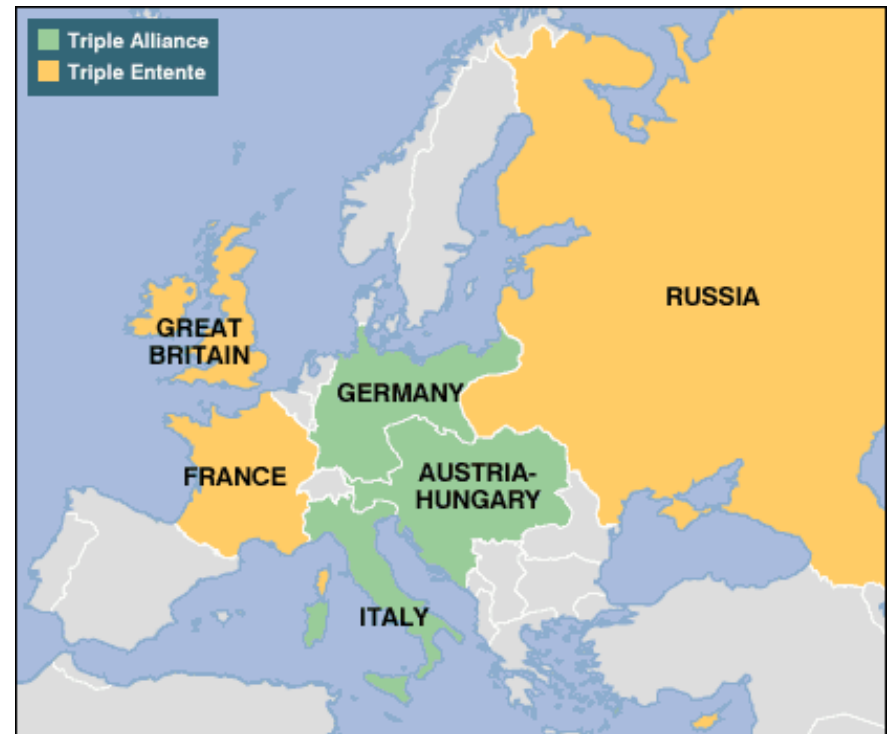 Triple Alliance
Triple Entente
RUSSIA
GREAT
BRITAIN
GERMANY
FRANCE
AUSTRIA-
HUNGARY
ITALY